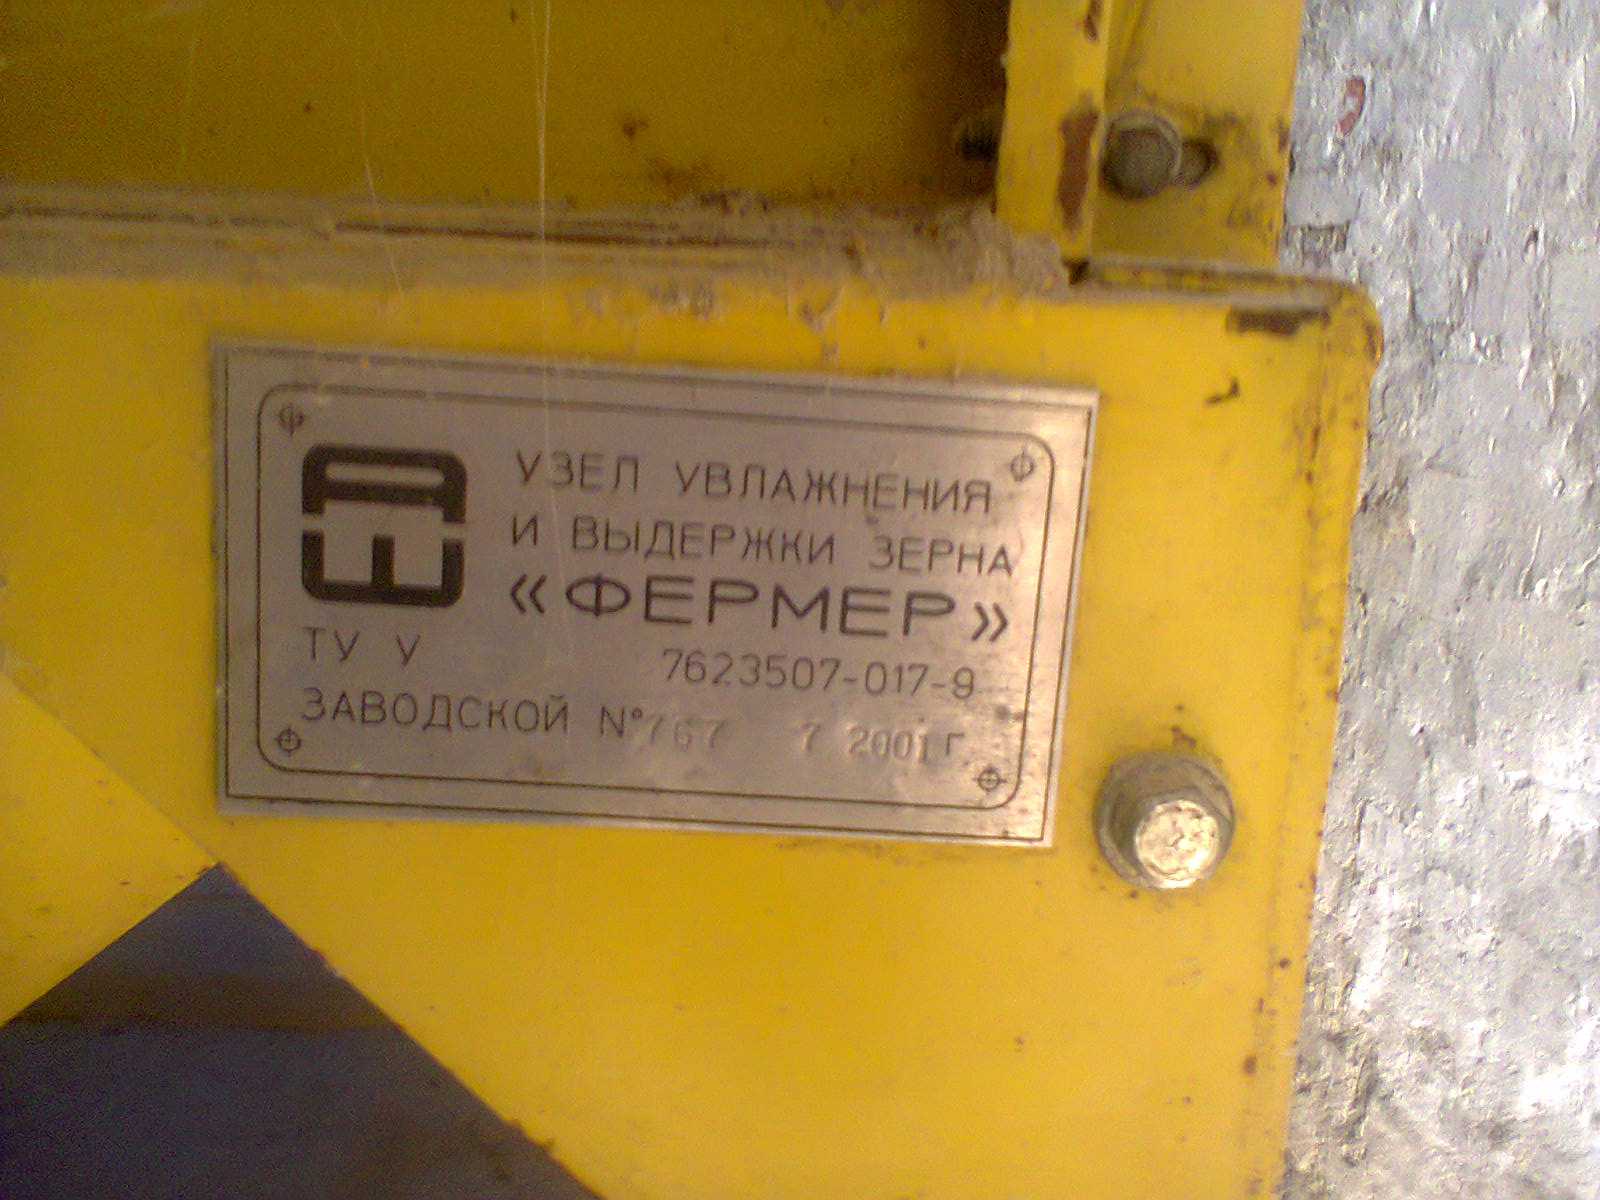 УЗЕЛ УВЛАЖНЕНИЯ
И ВЫДЕРЖКИ ЗЕРНА
«ФЕРМЕР»
ТУ У 7623507-017-9
ЗАВОДСКОЙ №767 7 2001 Г